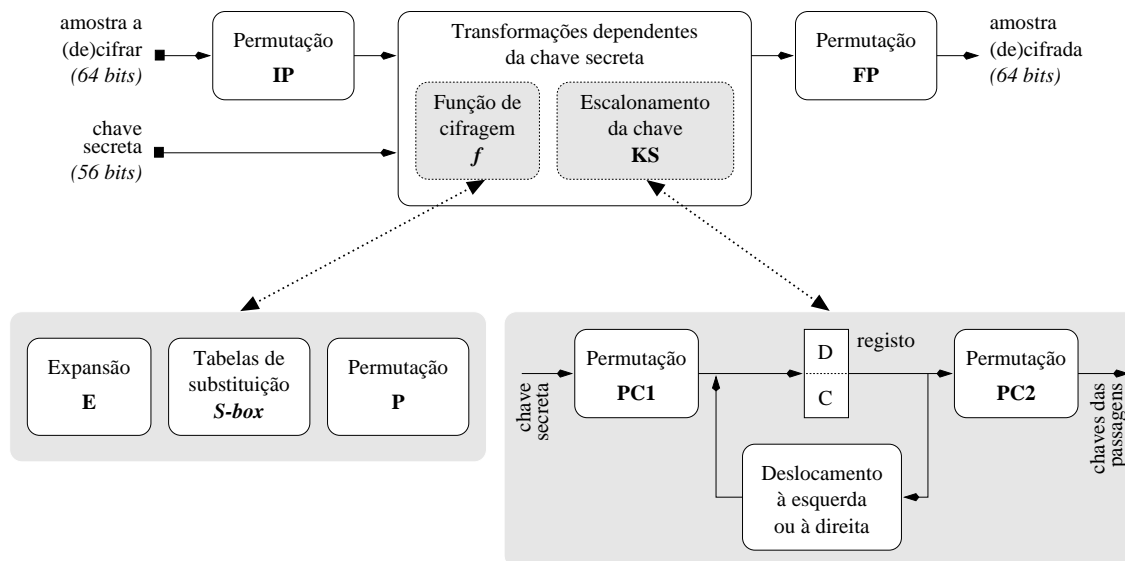 amostra a
(de)cifrar
(64 bits)
Permutação
IP
Transformações dependentes
da chave secreta
Permutação
FP
amostra
(de)cifrada
(64 bits)
chave
secreta
(56 bits)
Função de
cifragem
f
Escalonamento
da chave
KS
Expansão
E
Tabelas de
substituição
S-box
Permutação
P
chave
secreta
Permutação
PC1
D
C
registo
Permutação
PC2
chaves das
passagens
Deslocamento
à esquerda
ou à direita